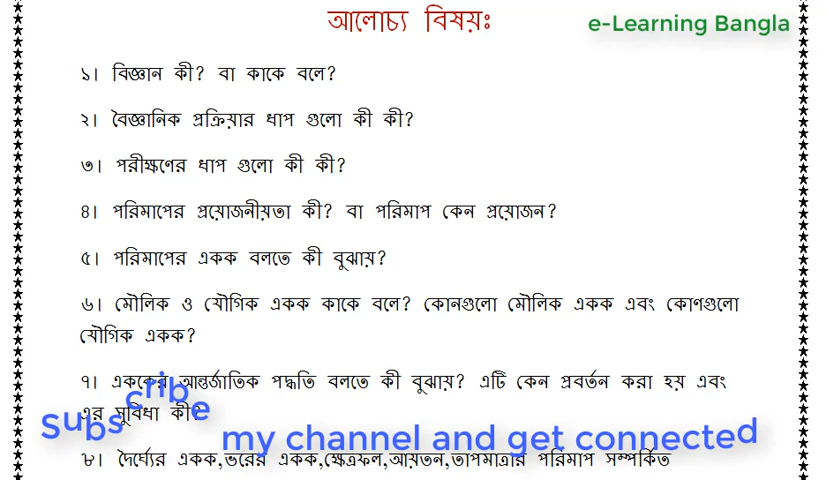 আলোচ্য বিষয়ঃ
e-Learning Bangla
১। বিজ্ঞান কী? বা কাকে বলে?
২। বৈজ্ঞানিক প্রক্রিয়ার ধাপ গুলো কী কী?
৩। পরীক্ষণের ধাপ গুলো কী কী?
৪। পরিমাপের প্রয়োজনীয়তা কী? বা পরিমাপ কেন প্রয়োজন?
৫। পরিমাপের একক বলতে কী বুঝায়?
৬। মৌলিক ও যৌগিক একক কাকে বলে? কোনগুলো মৌলিক একক এবং কোণগুলো
যৌগিক একক?
৭। এককের আন্তর্জাতিক পদ্ধতি বলতে কী বুঝায়? এটি কেন প্রবর্তন করা হয় এবং
এর সুবিধা কী?
Subscribe
my channel and get connected
৮। দৈর্ঘ্যের একক,ভরের একক,ক্ষেত্রফল,আয়তন,তাপমাত্রার পরিমাপ সম্পর্কিত